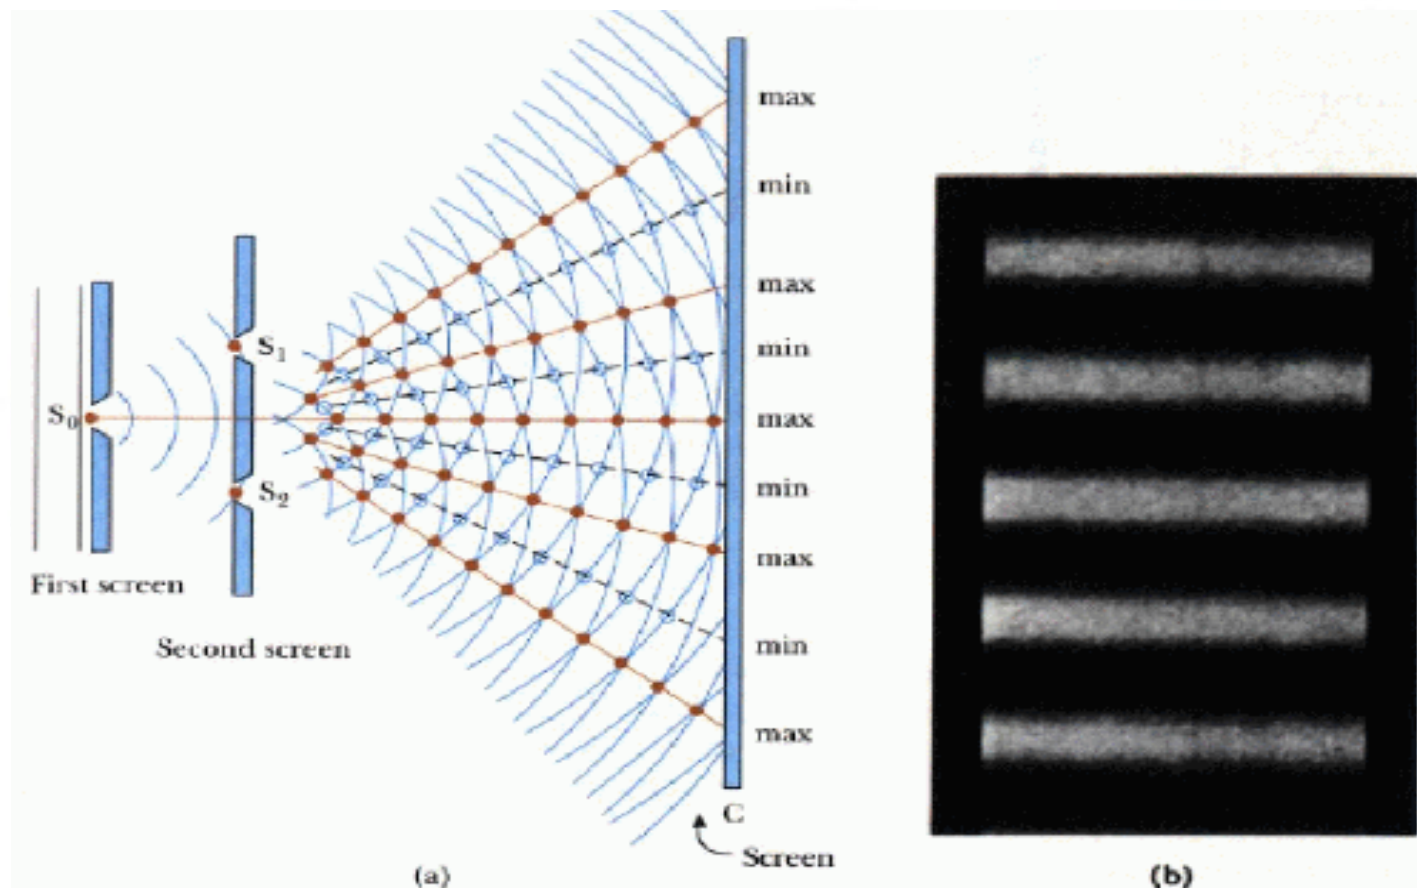 max
min
max
min
S₁
S₀
max
min
S₂
max
First screen
min
Second screen
max
C
Screen
(a)
(b)